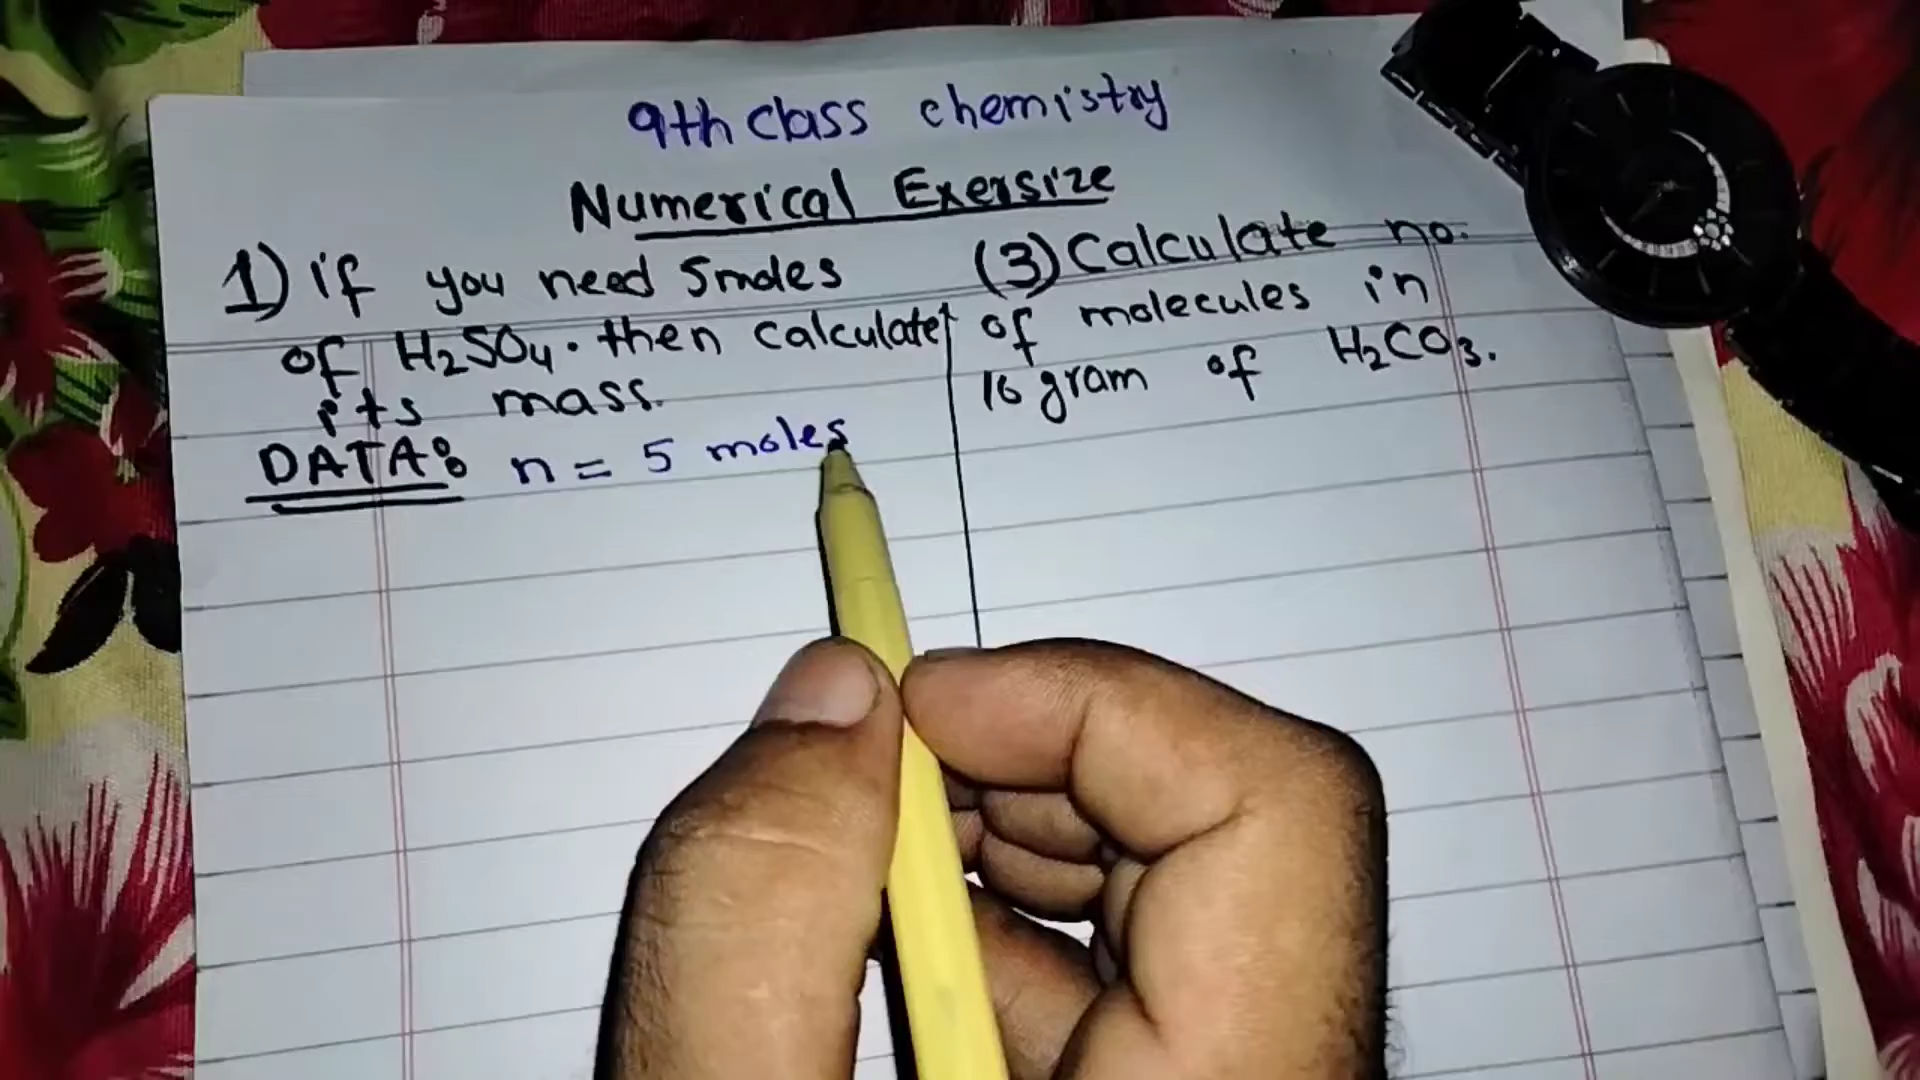 9th class chemistry
Numerical Exersize
1) if you need 5moles
of H₂SO₄. then calculate
its mass.
DATA: n = 5 moles
(3) Calculate no.
of molecules in
16 gram of H₂CO₃.